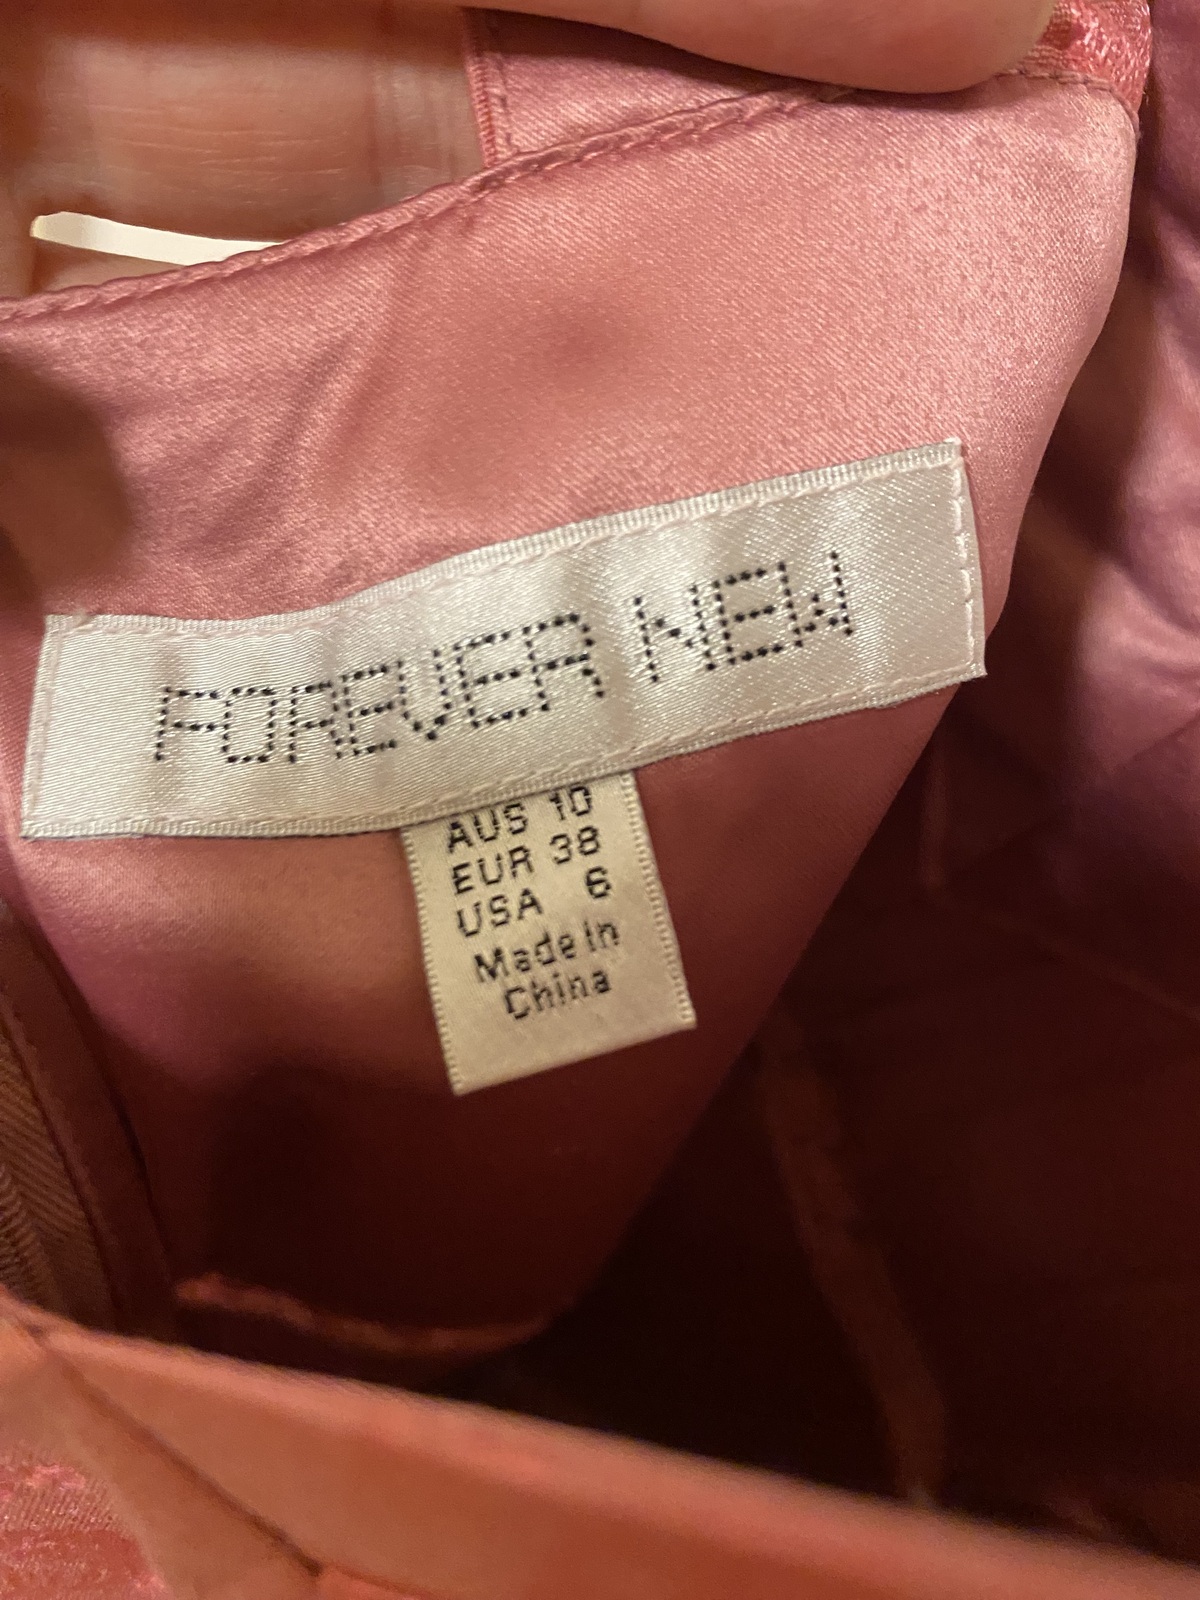 FOREVER NEW
AUS 10
EUR 38
USA 6
Made in
China